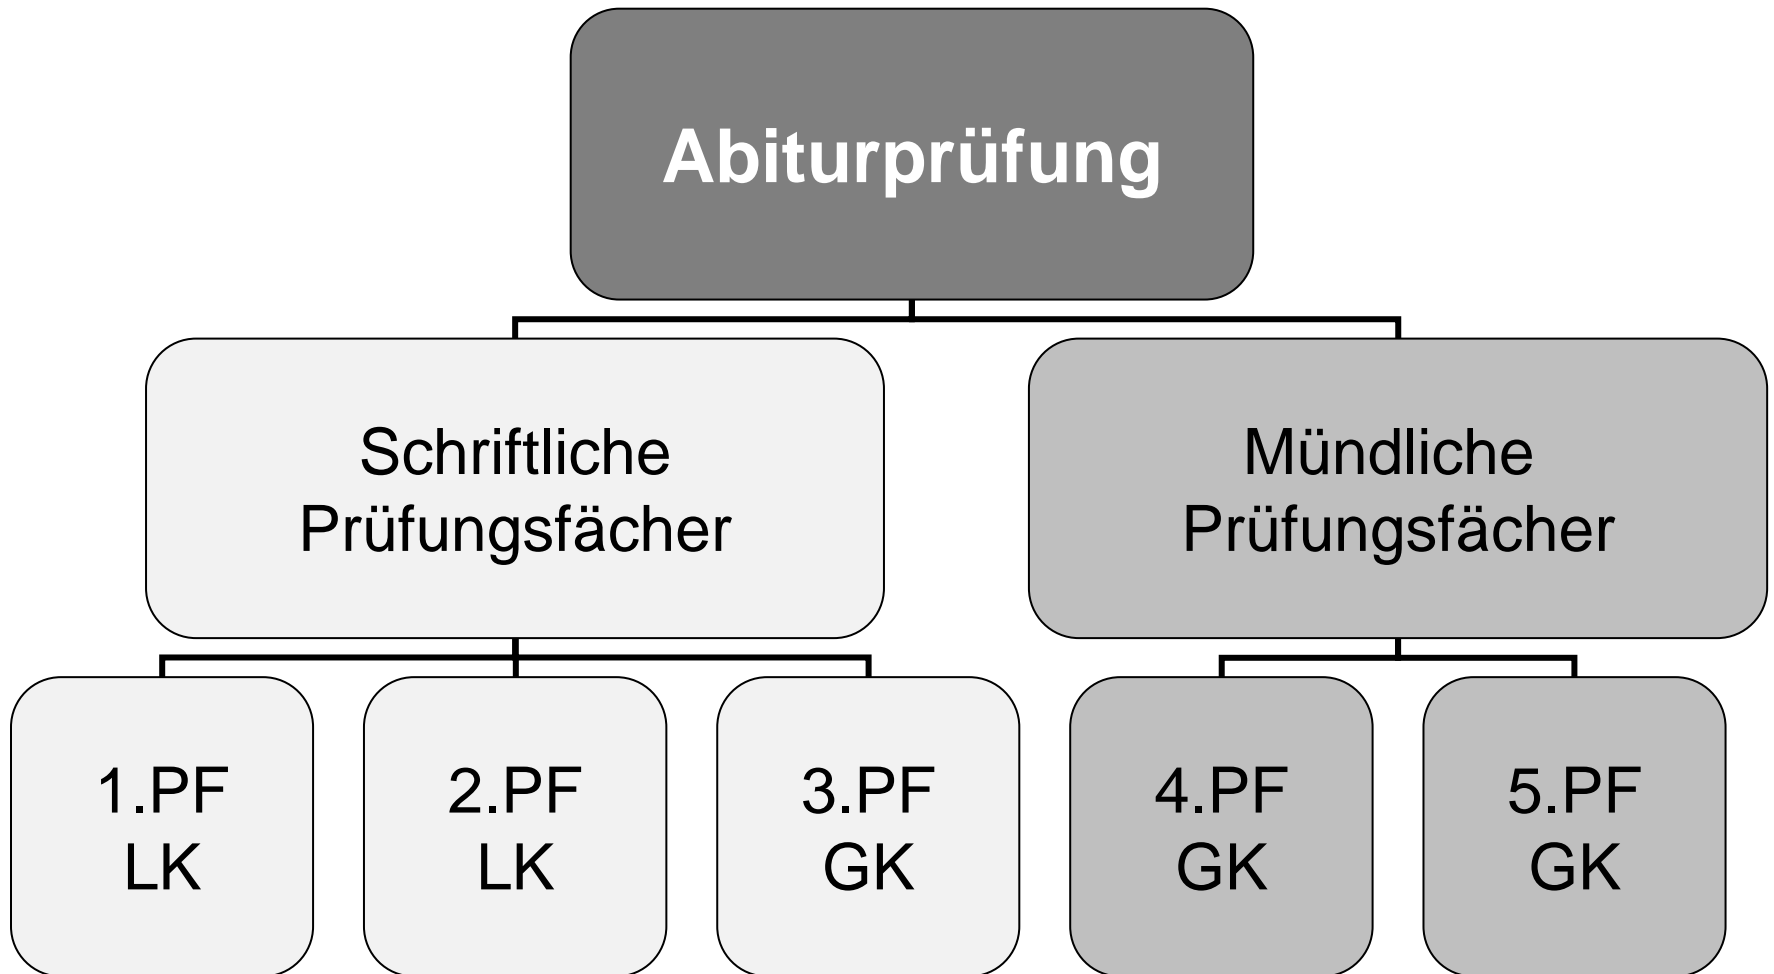 Abiturprüfung
Schriftliche
Prüfungsfächer
Mündliche
Prüfungsfächer
1.PF
LK
2.PF
LK
3.PF
GK
4.PF
GK
5.PF
GK